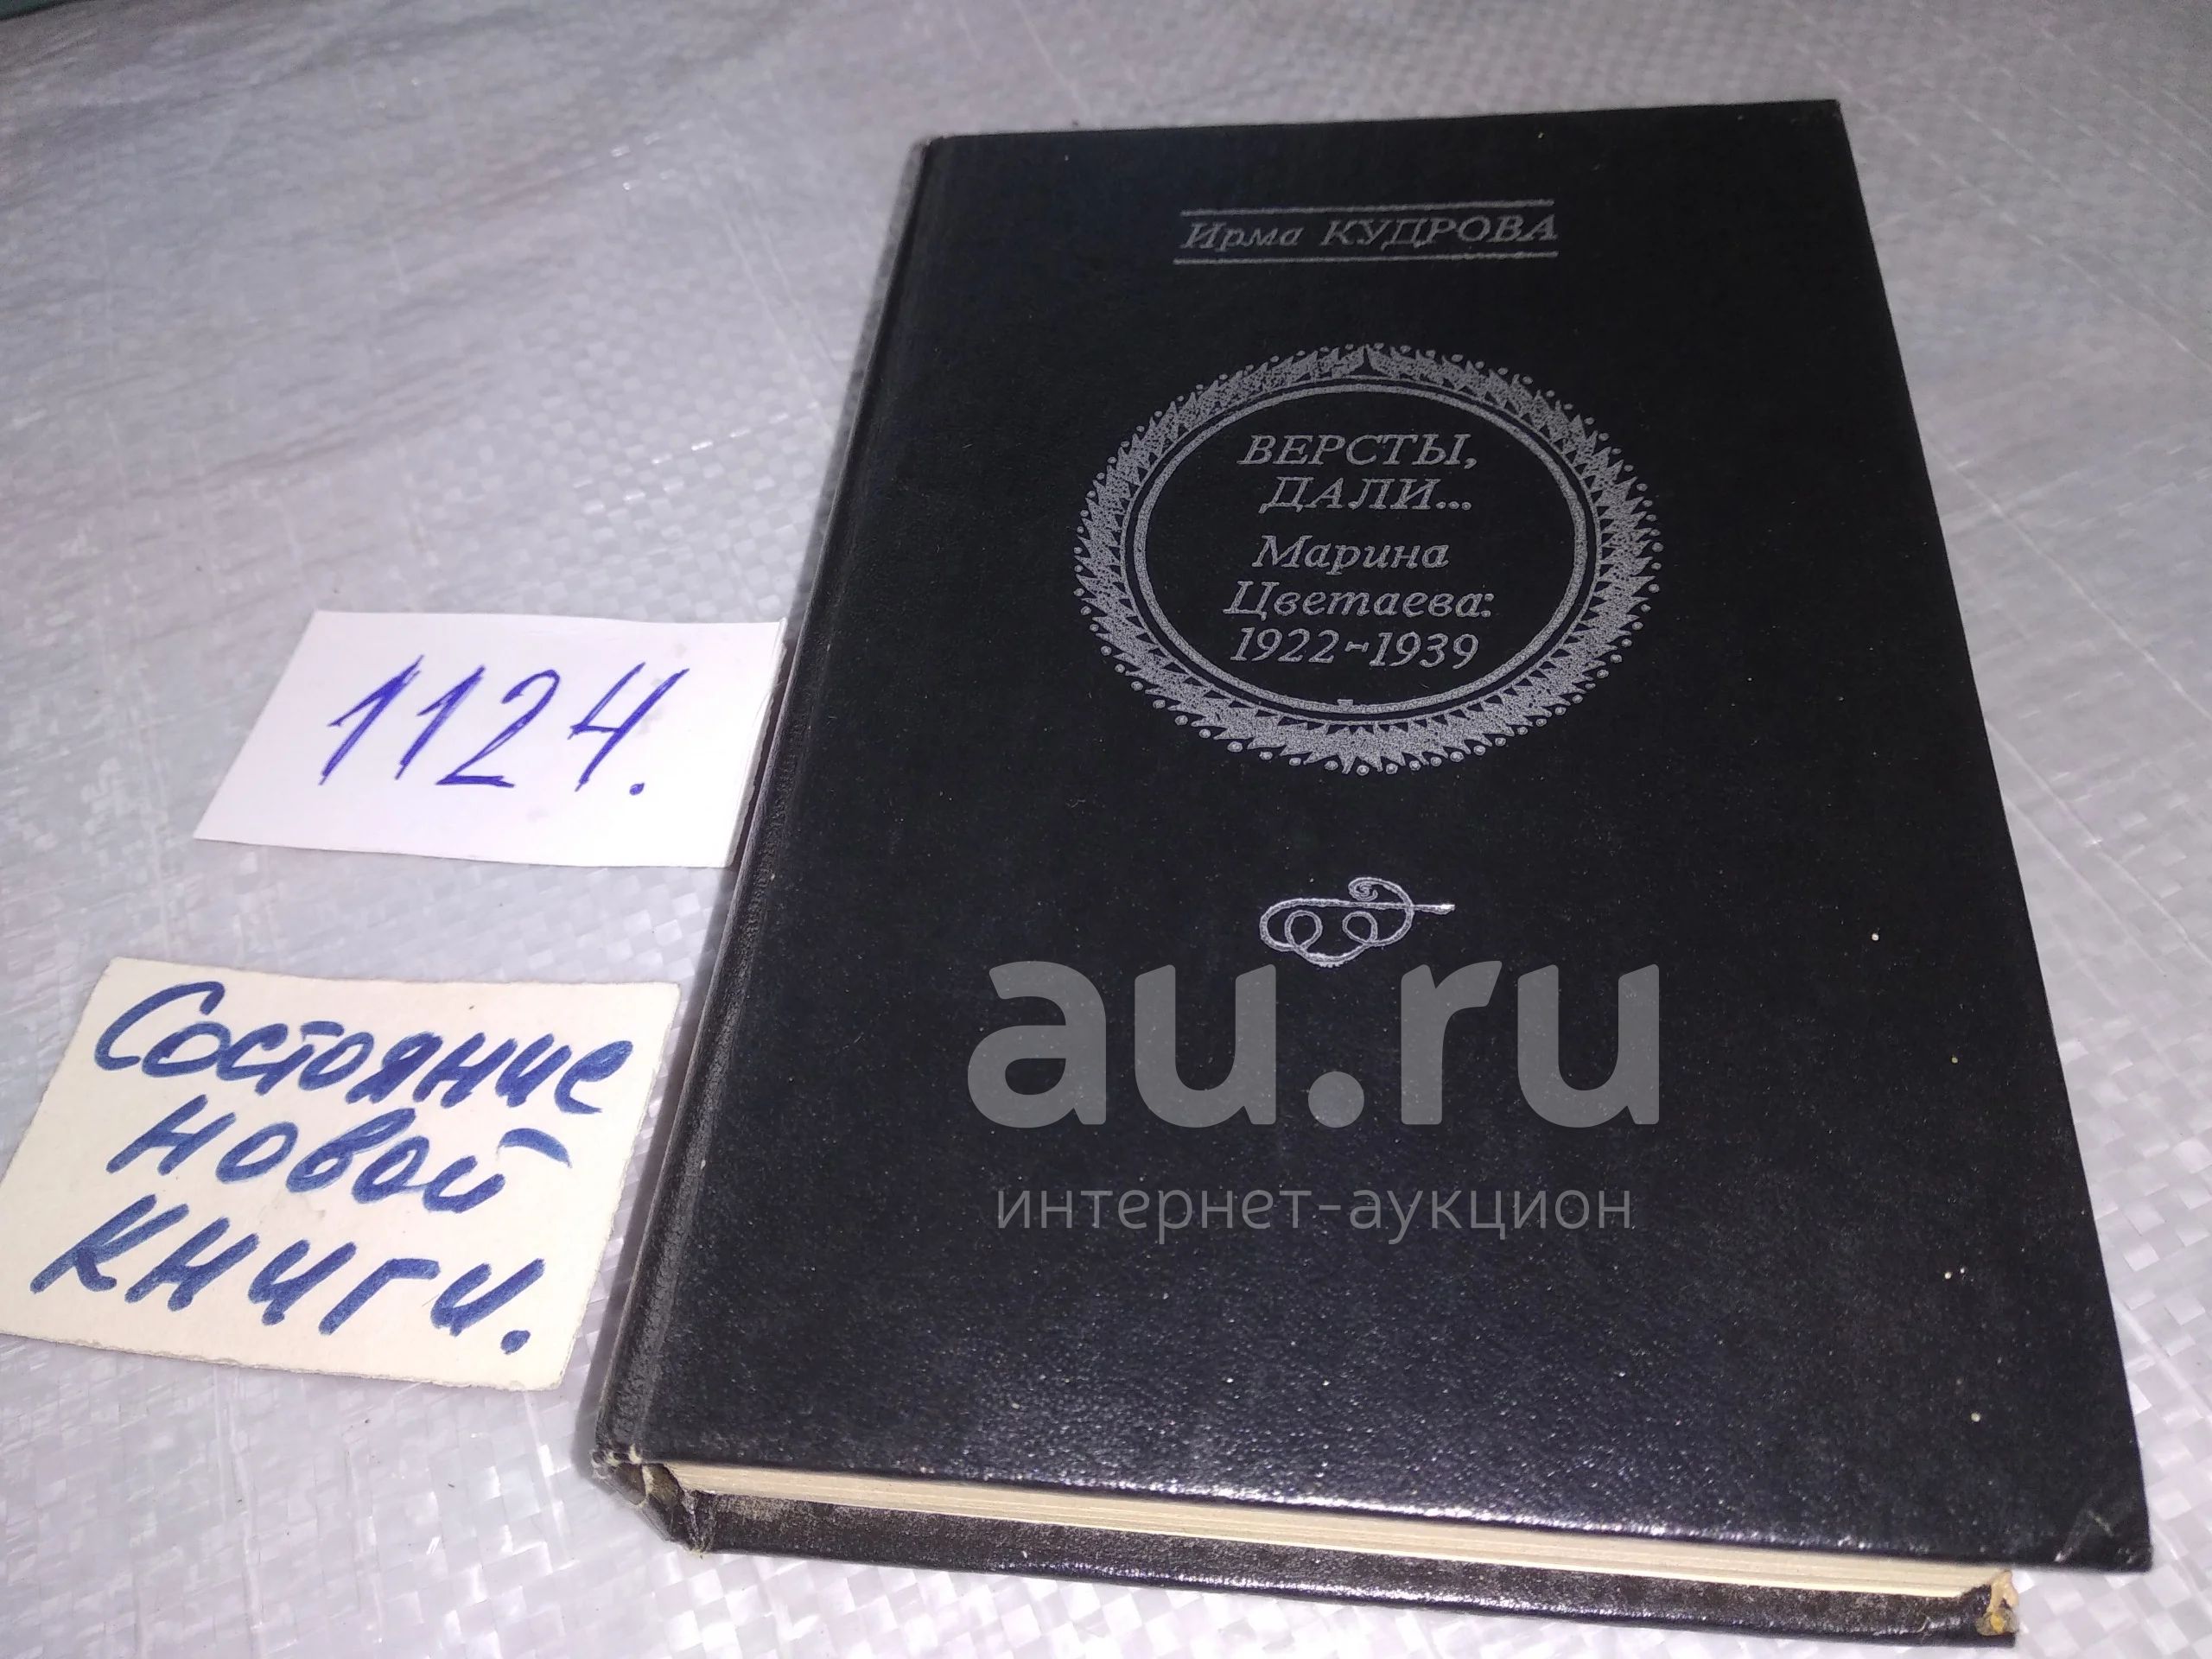 Ирма КУДРОВА
ВЕРСТЫ,
ДАЛИ...
Марина
Цветаева:
1922-1939
1124.
Состояние
новой
книги.
au.ru
интернет-аукцион